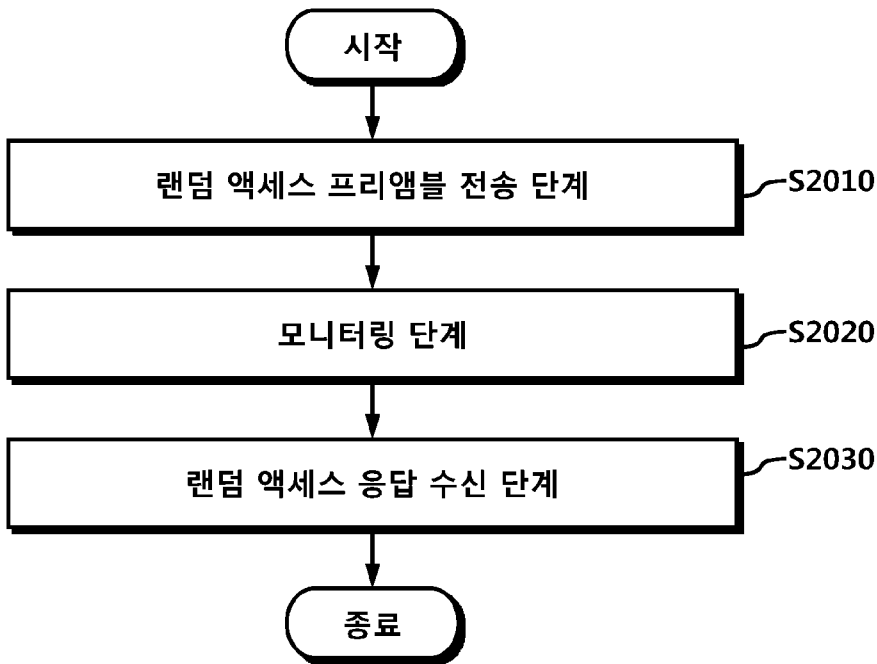 시작
랜덤 액세스 프리앰블 전송 단계
S2010
모니터링 단계
S2020
랜덤 액세스 응답 수신 단계
S2030
종료